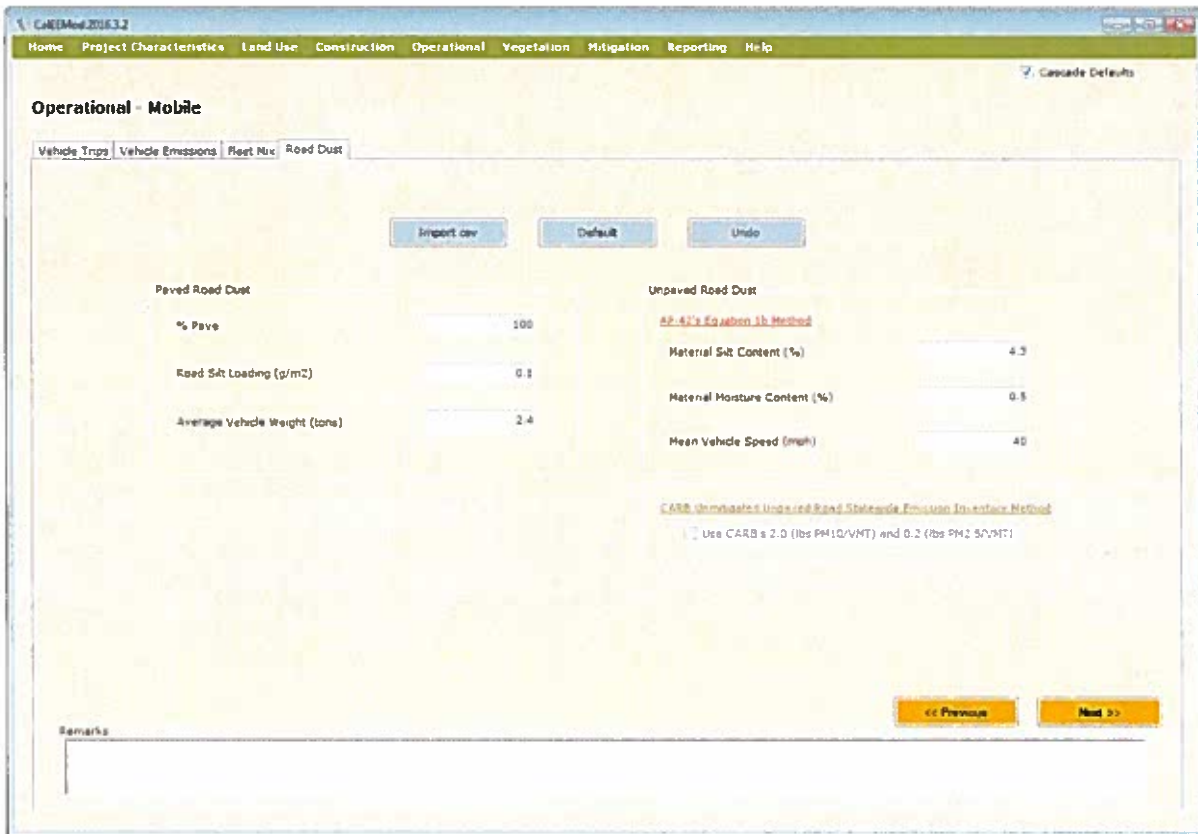 CalEEMod.2016.3.2
Home Project Characteristics Land Use Construction Operational Vegetation Mitigation Reporting Help
Cascade Defaults
Operational - Mobile
Vehicle Trips Vehicle Emissions Fleet Mix Road Dust
Import csv Default Undo
Paved Road Dust
% Pave 100
Road Silt Loading (g/m2) 0.1
Average Vehicle Weight (tons) 2.4
Unpaved Road Dust
AP-42's Equation 1b Method
Material Silt Content (%) 4.3
Material Moisture Content (%) 0.5
Mean Vehicle Speed (mph) 40
CARB Unmitigated Unpaved Road Statewide Emission Inventory Method
Use CARB's 2.0 (lbs PM10/VMT) and 0.2 (lbs PM2.5/VMT)
<< Previous Next >>
Remarks